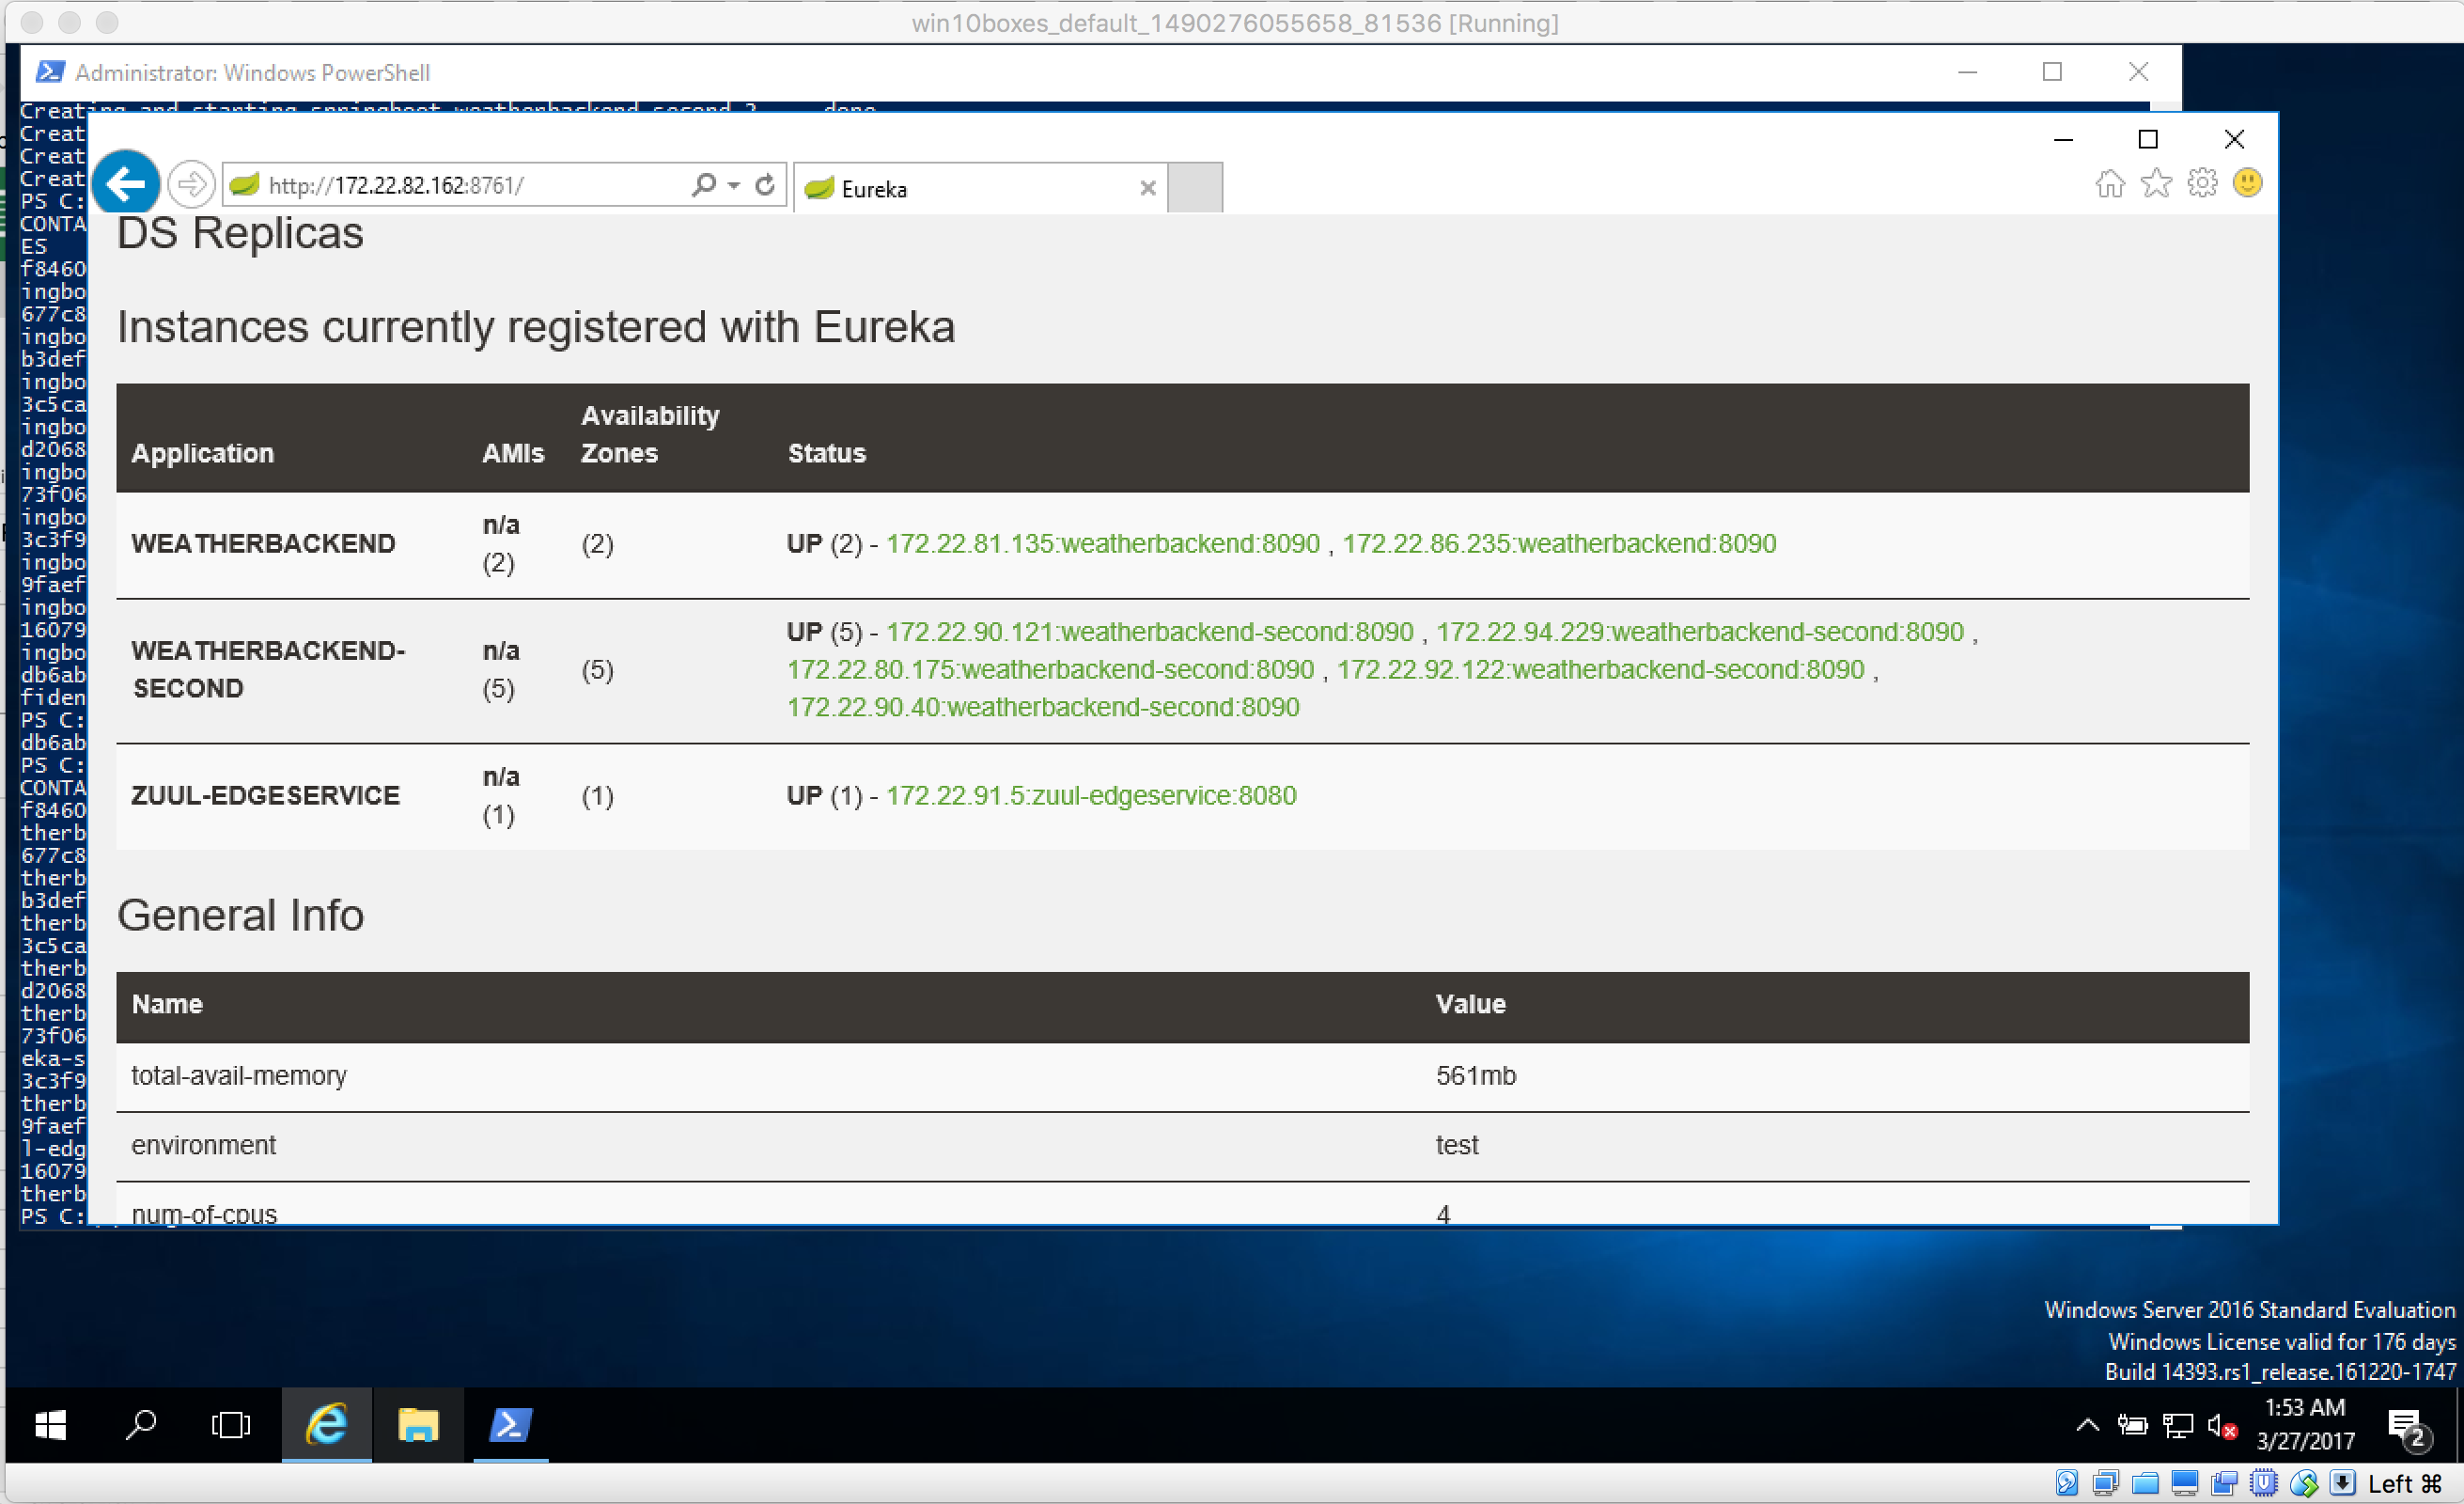 win10boxes_default_1490276055658_81536 [Running]
Administrator: Windows PowerShell
Creating and starting springboot_weatherbackend-second_2 ... done
Creat
Creat
Creat
PS C:
CONTA
ES
f8460
ingbo
677c8
ingbo
b3def
ingbo
3c5ca
ingbo
d2068
ingbo
73f06
ingbo
3c3f9
ingbo
9faef
ingbo
16079
ingbo
db6ab
fiden
PS C:
db6ab
PS C:
CONTA
f8460
therb
677c8
therb
b3def
therb
3c5ca
therb
d2068
therb
73f06
eka-s
3c3f9
therb
9faef
l-edg
16079
therb
PS C:
http://172.22.82.162:8761/
Eureka
DS Replicas
Instances currently registered with Eureka
Application AMIs Availability Zones Status
WEATHERBACKEND n/a (2) (2) UP (2) - 172.22.81.135:weatherbackend:8090 , 172.22.86.235:weatherbackend:8090
WEATHERBACKEND-SECOND n/a (5) (5) UP (5) - 172.22.90.121:weatherbackend-second:8090 , 172.22.94.229:weatherbackend-second:8090 ,
172.22.80.175:weatherbackend-second:8090 , 172.22.92.122:weatherbackend-second:8090 ,
172.22.90.40:weatherbackend-second:8090
ZUUL-EDGESERVICE n/a (1) (1) UP (1) - 172.22.91.5:zuul-edgeservice:8080
General Info
Name Value
total-avail-memory 561mb
environment test
num-of-cpus 4
Windows Server 2016 Standard Evaluation
Windows License valid for 176 days
Build 14393.rs1_release.161220-1747
1:53 AM
3/27/2017
2
Left ⌘